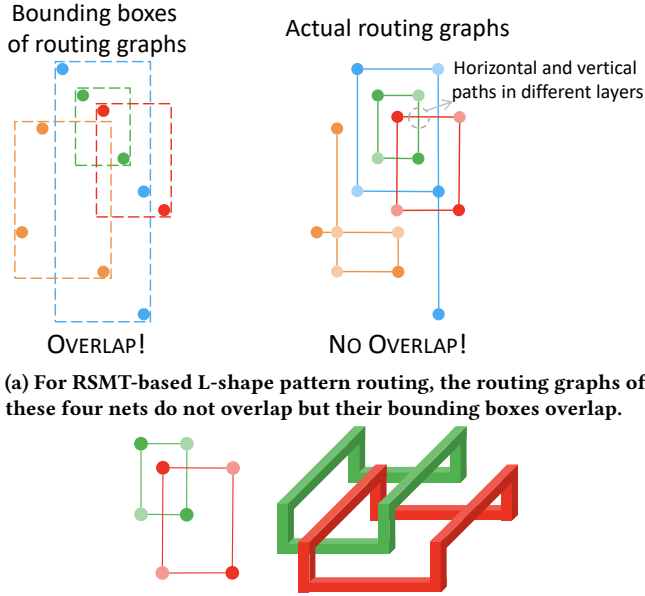 Bounding boxes
of routing graphs
Actual routing graphs
Horizontal and vertical
paths in different layers
OVERLAP!
NO OVERLAP!
(a) For RSMT-based L-shape pattern routing, the routing graphs of
these four nets do not overlap but their bounding boxes overlap.